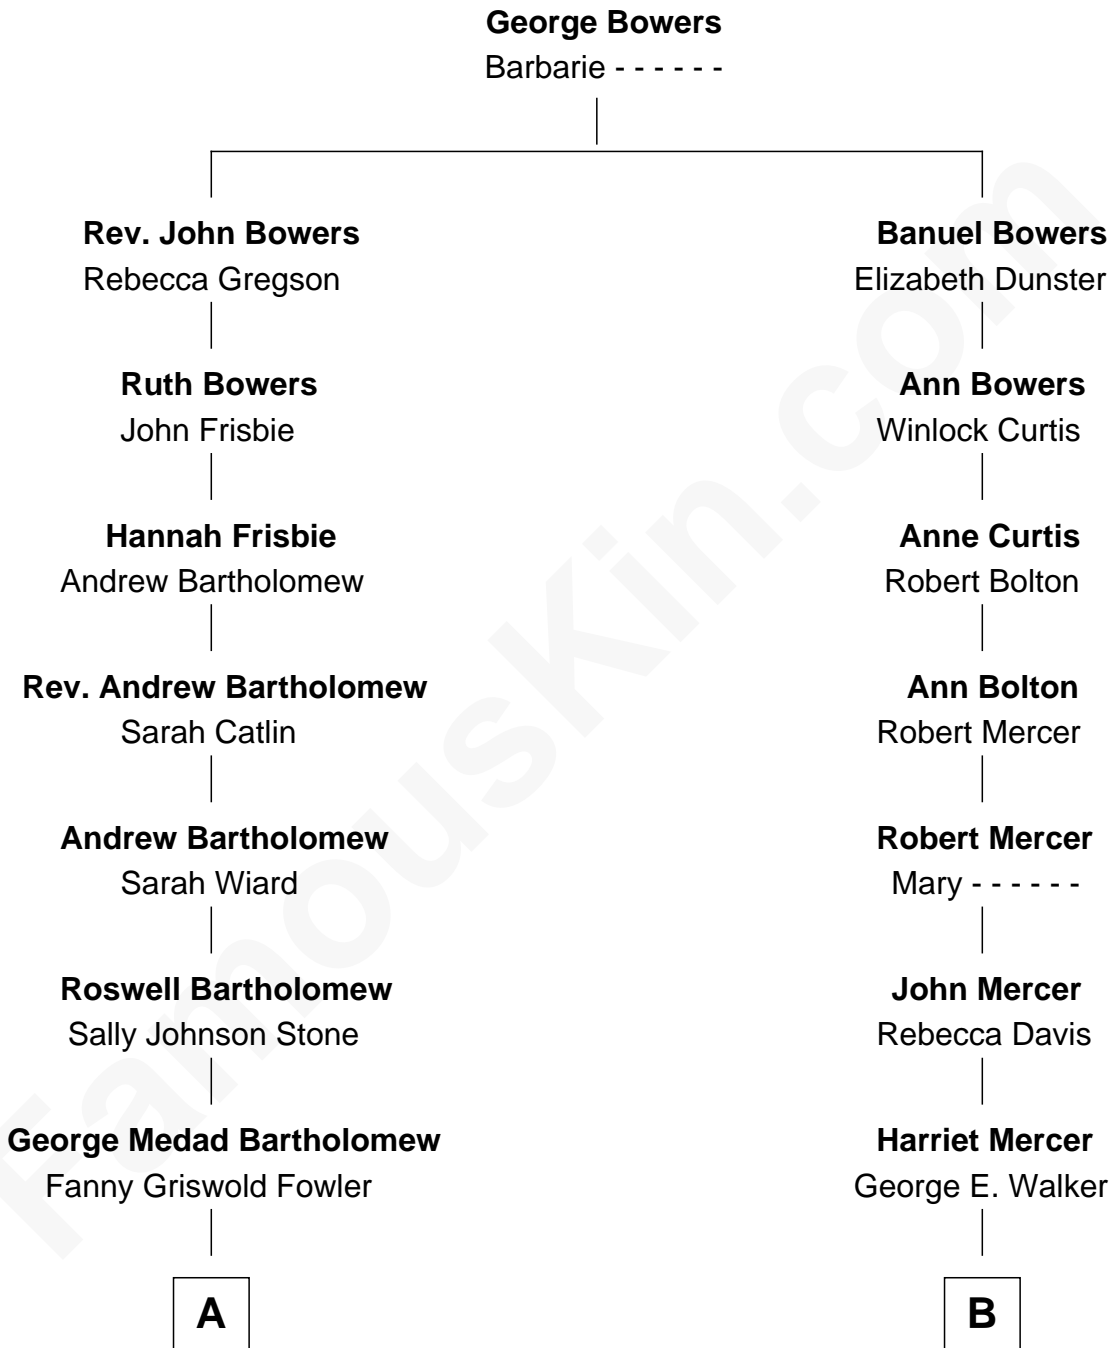 George Bowers
Barbarie - - - - - -
Rev. John Bowers
Rebecca Gregson
Banuel Bowers
Elizabeth Dunster
Ruth Bowers
John Frisbie
Ann Bowers
Winlock Curtis
Hannah Frisbie
Andrew Bartholomew
Anne Curtis
Robert Bolton
Rev. Andrew Bartholomew
Sarah Catlin
Ann Bolton
Robert Mercer
Andrew Bartholomew
Sarah Wiard
Robert Mercer
Mary - - - - - -
Roswell Bartholomew
Sally Johnson Stone
John Mercer
Rebecca Davis
George Medad Bartholomew
Fanny Griswold Fowler
Harriet Mercer
George E. Walker
A
B
FamousKin.com